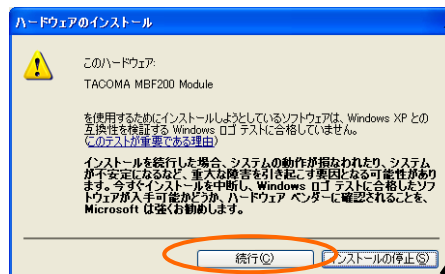 ハードウェアのインストール
このハードウェア:
TACOMA MBF200 Module
を使用するためにインストールしようとしているソフトウェアは、Windows XP との
互換性を検証する Windows ロゴ テストに合格していません。
(このテストが重要である理由)
インストールを続行した場合、システムの動作が損なわれたり、システム
が不安定になるなど、重大な障害を引き起こす要因となる可能性があり
ます。今すぐインストールを中断し、Windows ロゴ テストに合格したソフ
トウェアが入手可能かどうか、ハードウェア ベンダーに確認されることを、
Microsoft は強くお勧めします。
続行(C)
インストールの停止(S)